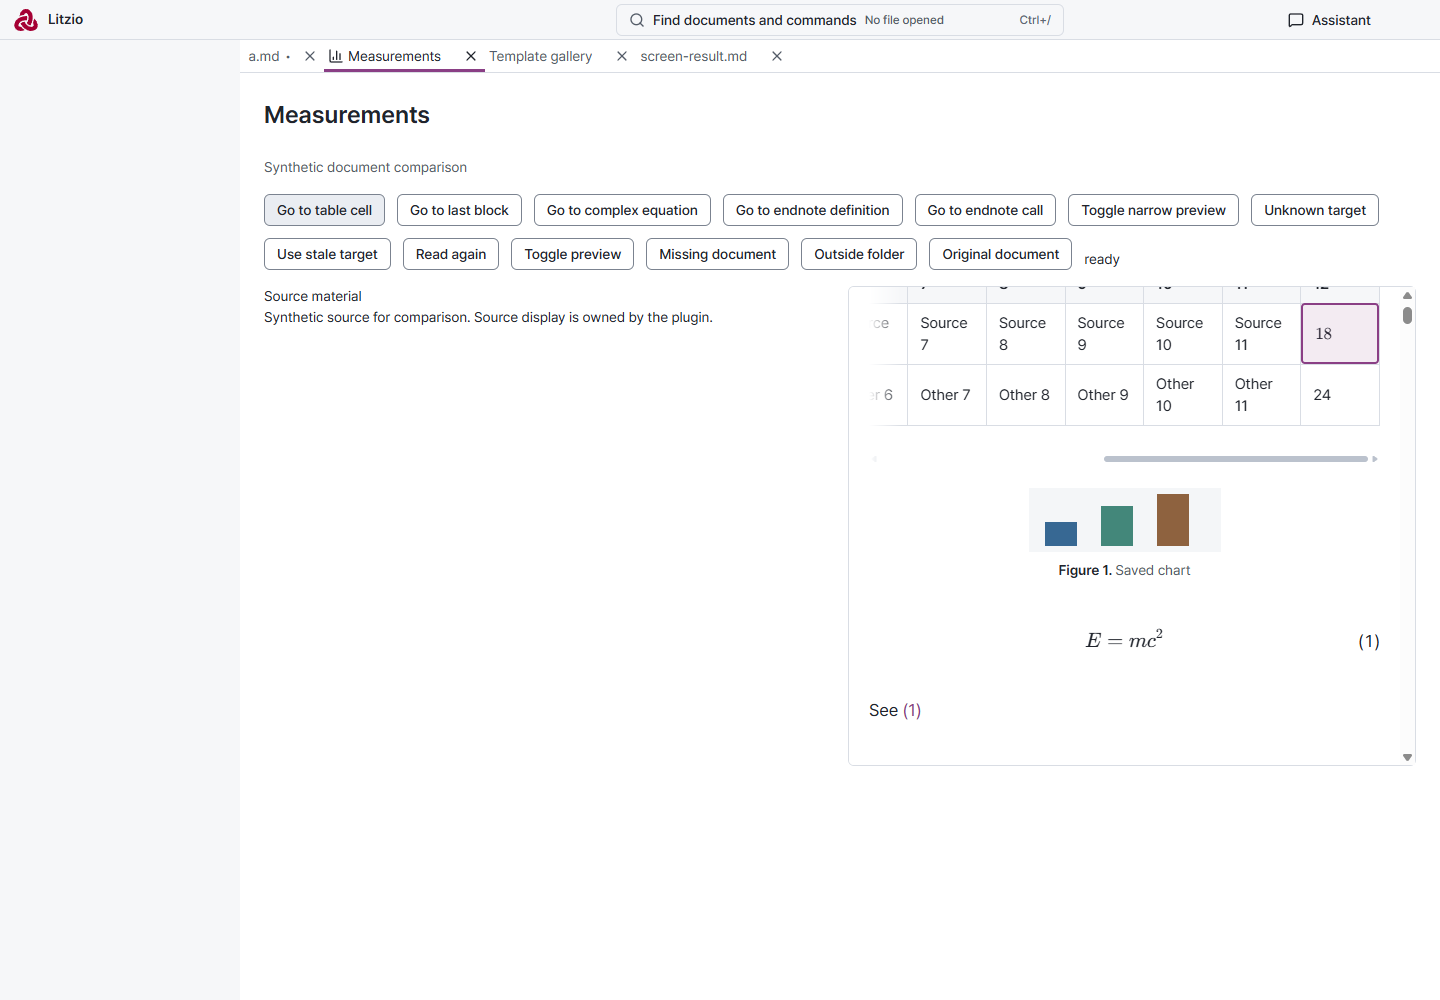 Litzio
Find documents and commands No file opened Ctrl+/
Assistant
a.md •
Measurements
Template gallery
screen-result.md
Measurements
Synthetic document comparison
Go to table cell
Go to last block
Go to complex equation
Go to endnote definition
Go to endnote call
Toggle narrow preview
Unknown target
Use stale target
Read again
Toggle preview
Missing document
Outside folder
Original document
ready
Source material
Synthetic source for comparison. Source display is owned by the plugin.
Source 7
Source 8
Source 9
Source 10
Source 11
18
Other 7
Other 8
Other 9
Other 10
Other 11
24
Figure 1. Saved chart
E = mc²
(1)
See (1)